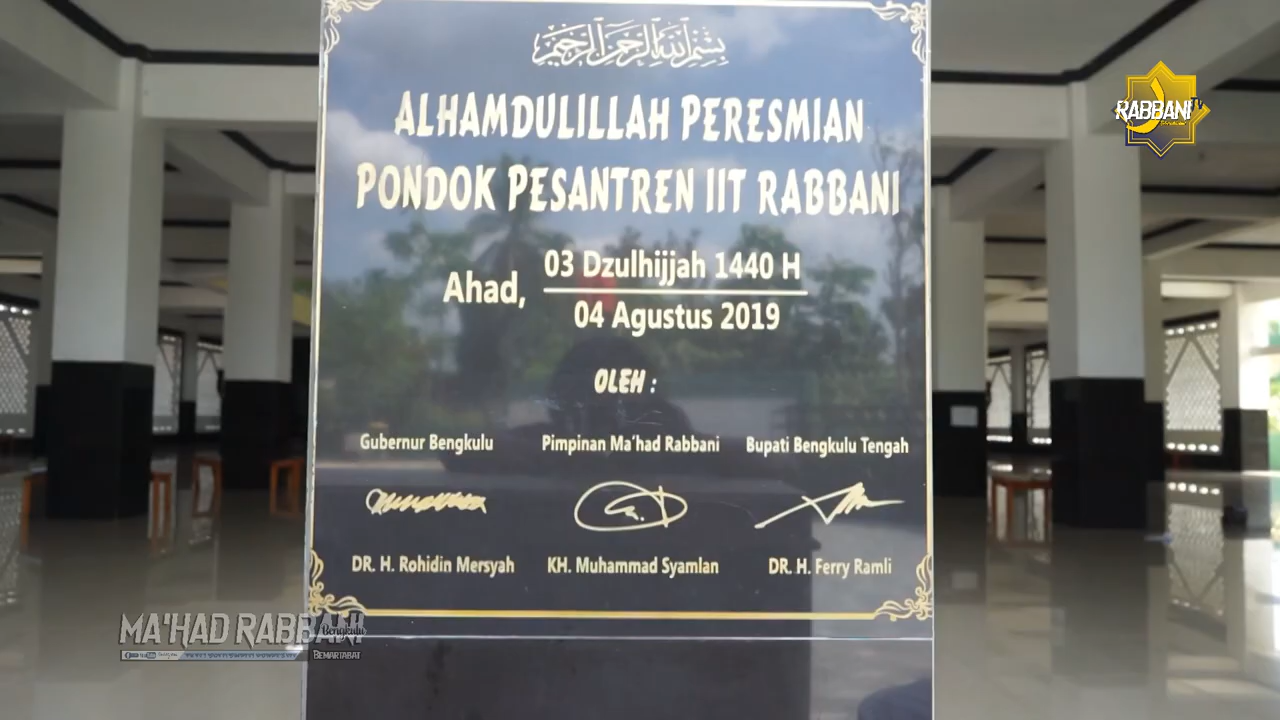 بسم الله الرحمن الرحيم
ALHAMDULILLAH PERESMIAN
PONDOK PESANTREN IIT RABBANI
Ahad,
03 Dzulhijjah 1440 H
04 Agustus 2019
OLEH :
Gubernur Bengkulu
Pimpinan Ma'had Rabbani
Bupati Bengkulu Tengah
DR. H. Rohidin Mersyah
KH. Muhammad Syamlan
DR. H. Ferry Ramli
RABBANI
MA'HAD RABBANI
Bengkulu
BEMARTABAT